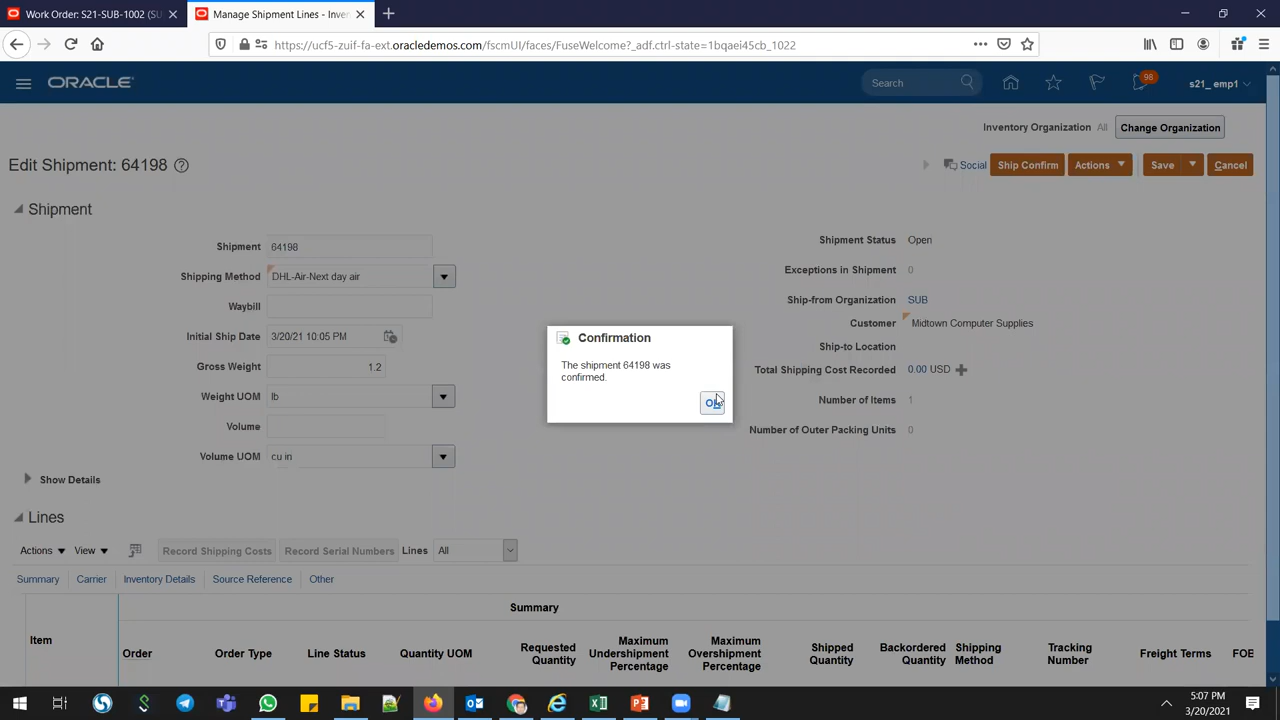 Work Order: S21-SUB-1002 (SUB
Manage Shipment Lines - Inven
https://ucf5-zuif-fa-ext.oracledemos.com/fscmUI/faces/FuseWelcome?_adf.ctrl-state=1bqaei45cb_1022
ORACLE
Search
98
s21_ emp1
Inventory Organization All
Change Organization
Edit Shipment: 64198
Social
Ship Confirm
Actions
Save
Cancel
Shipment
Shipment 64198
Shipment Status Open
Shipping Method DHL-Air-Next day air
Exceptions in Shipment 0
Waybill
Ship-from Organization SUB
Initial Ship Date 3/20/21 10:05 PM
Customer Midtown Computer Supplies
Ship-to Location
Gross Weight 1.2
Total Shipping Cost Recorded 0.00 USD
Weight UOM lb
Number of Items 1
Volume
Number of Outer Packing Units 0
Volume UOM cu in
Confirmation
The shipment 64198 was
confirmed.
OK
Show Details
Lines
Actions
View
Record Shipping Costs
Record Serial Numbers
Lines All
Summary
Carrier
Inventory Details
Source Reference
Other
Summary
Item
Order
Order Type
Line Status
Quantity UOM
Requested
Quantity
Maximum
Undershipment
Percentage
Maximum
Overshipment
Percentage
Shipped
Quantity
Backordered
Quantity
Shipping
Method
Tracking
Number
Freight Terms
FOB
5:07 PM
3/20/2021